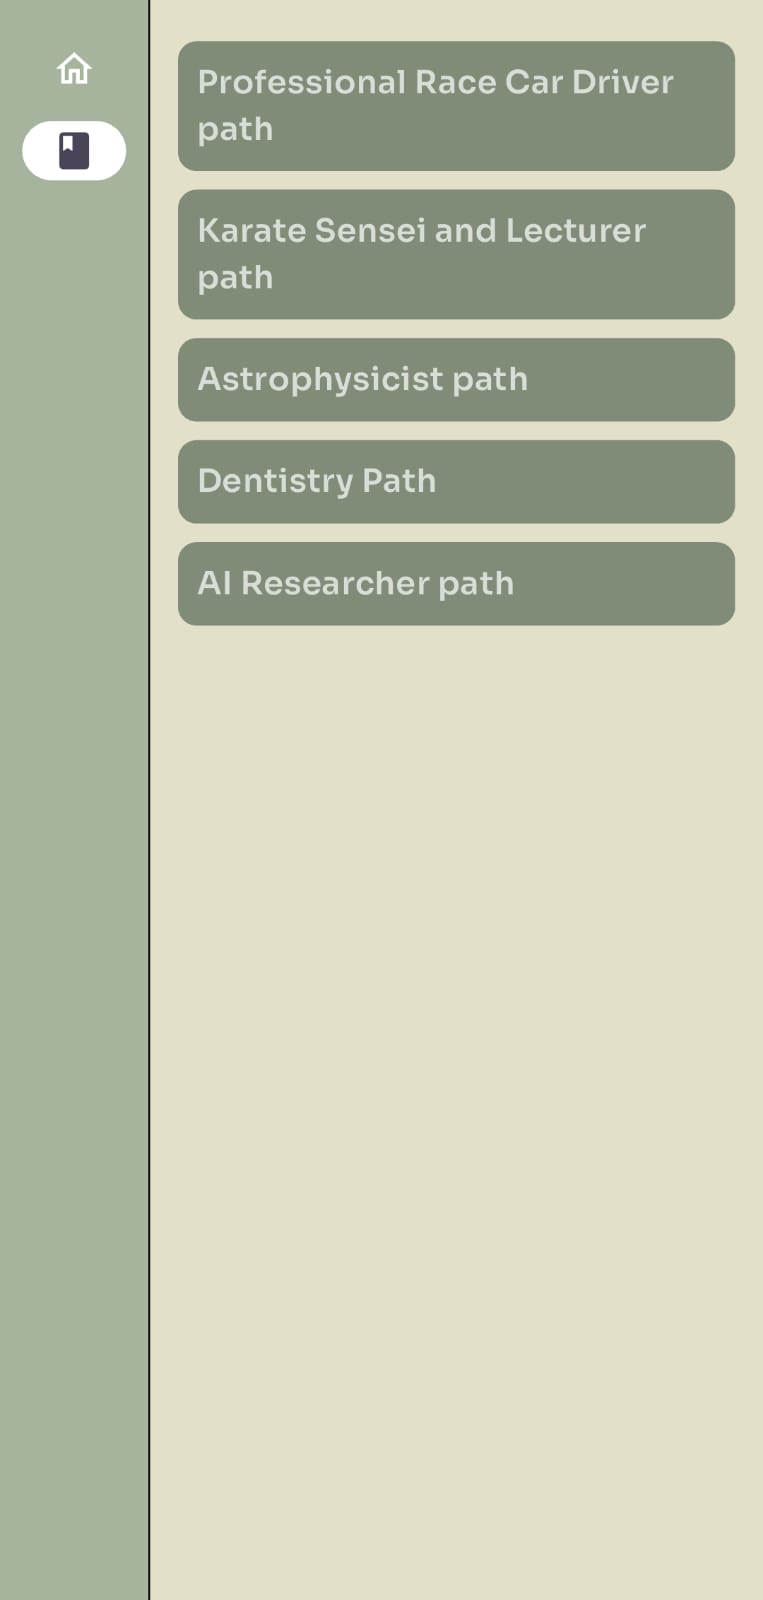 Professional Race Car Driver
path
Karate Sensei and Lecturer
path
Astrophysicist path
Dentistry Path
AI Researcher path